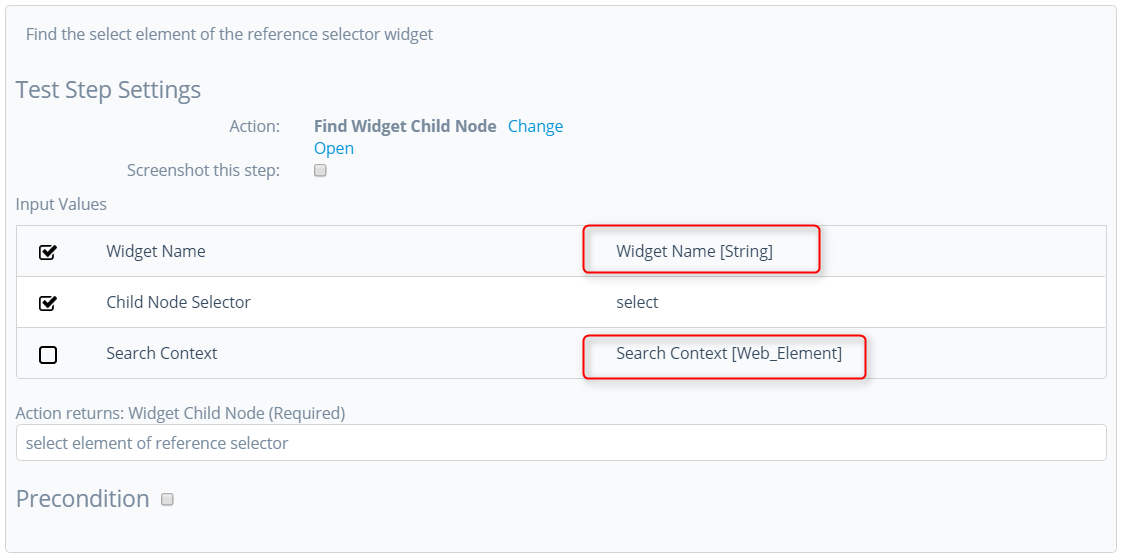 Find the select element of the reference selector widget
Test Step Settings
Action: Find Widget Child Node Change
Open
Screenshot this step:
Input Values
Widget Name Widget Name [String]
Child Node Selector select
Search Context Search Context [Web_Element]
Action returns: Widget Child Node (Required)
select element of reference selector
Precondition